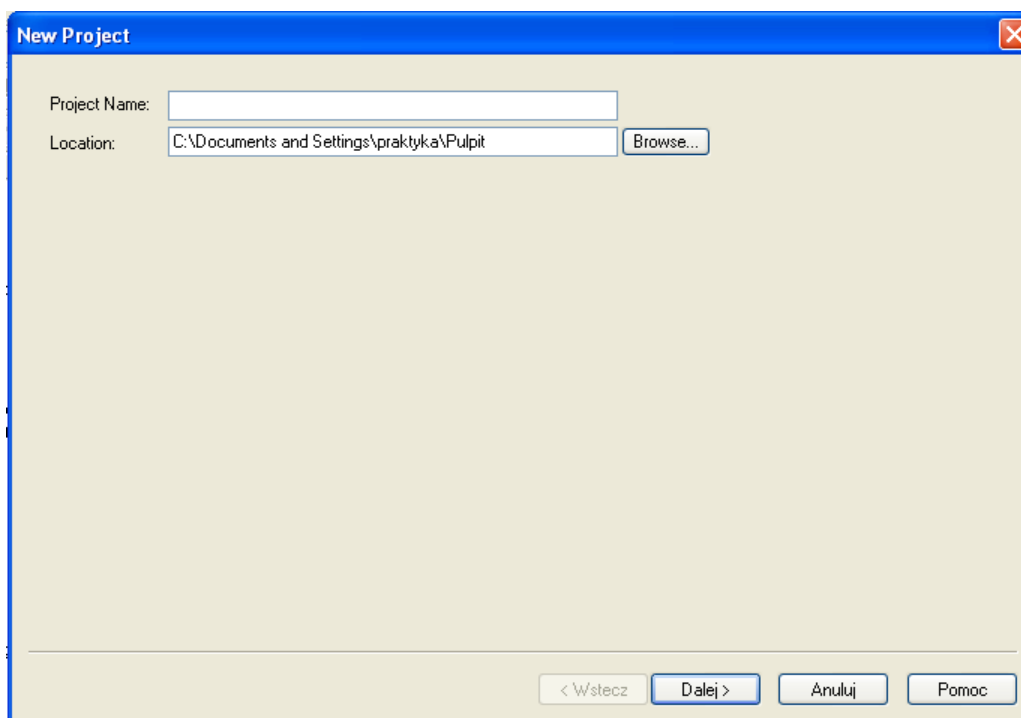 New Project
Project Name:
Location: C:\Documents and Settings\praktyka\Pulpit Browse...
< Wstecz Dalej > Anuluj Pomoc